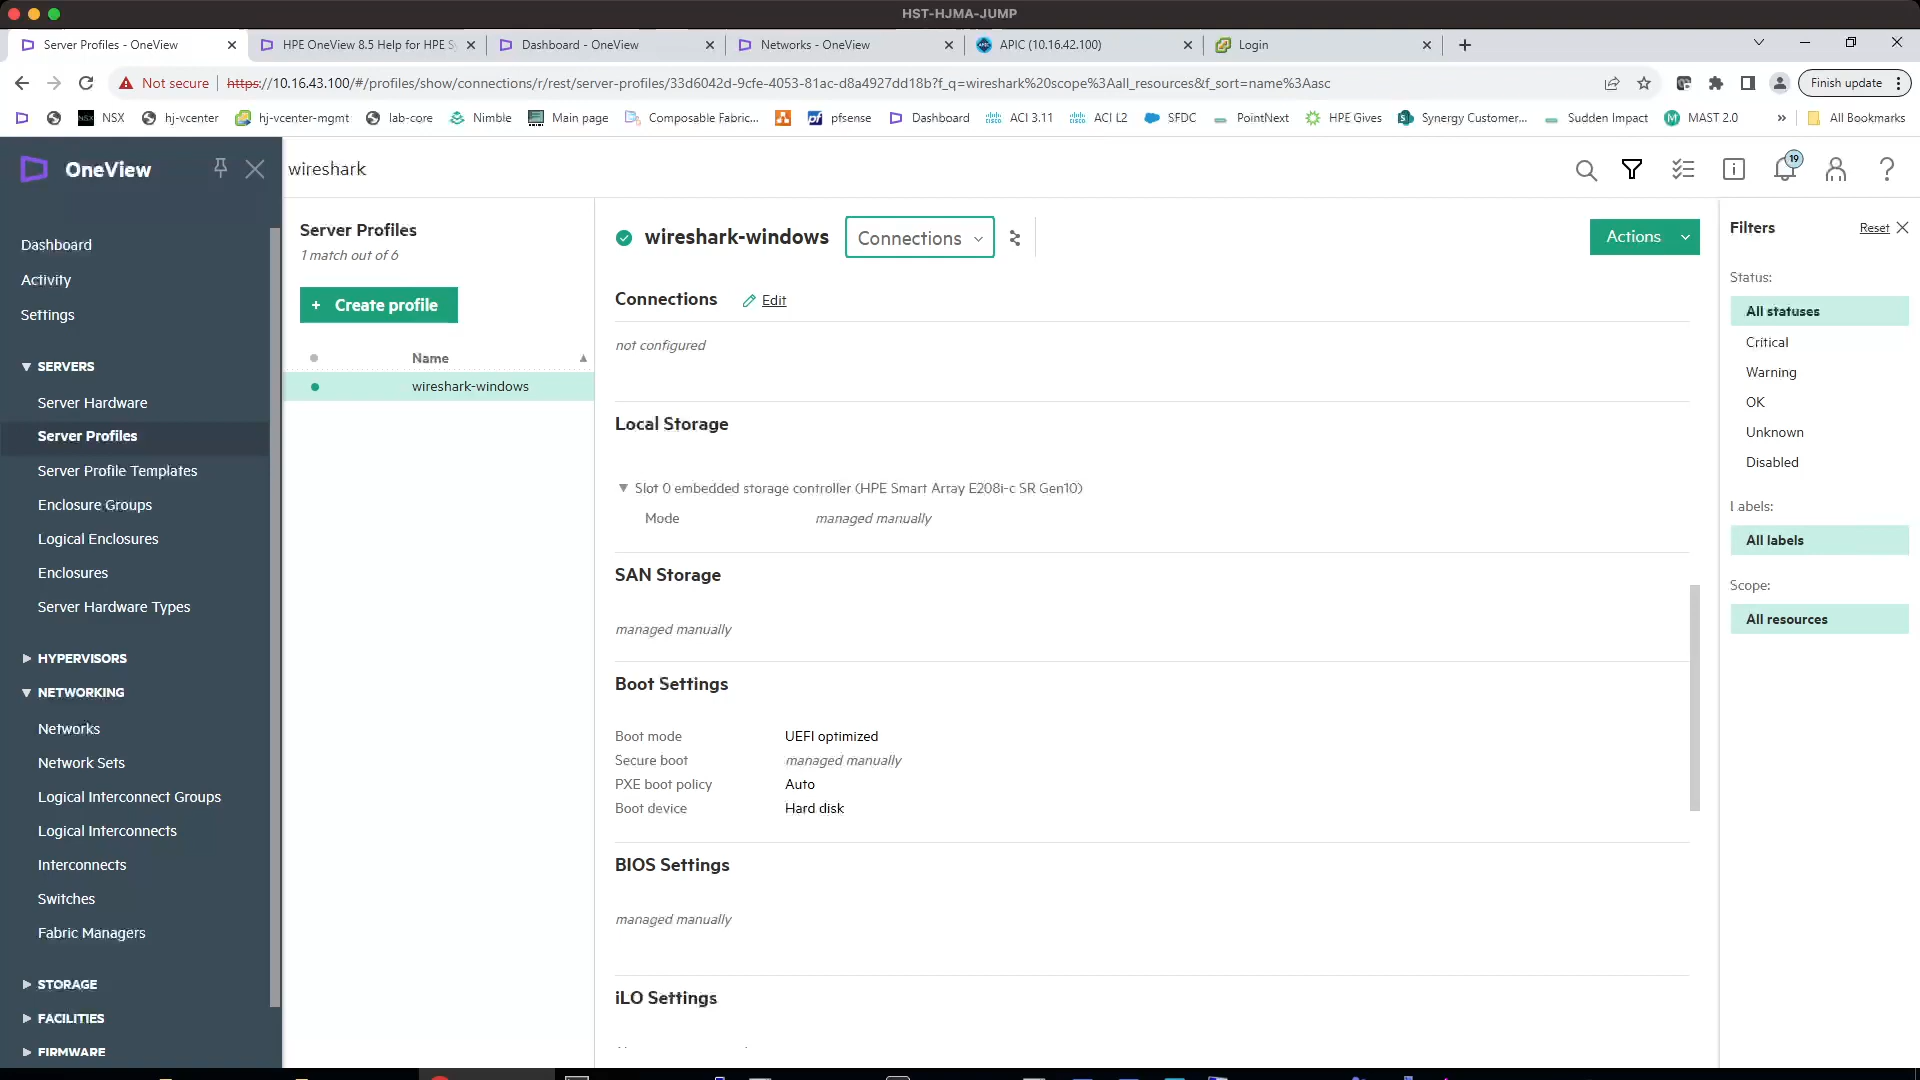 HST-HJMA-JUMP
Server Profiles - OneView
HPE OneView 8.5 Help for HPE Sy
Dashboard - OneView
Networks - OneView
APIC (10.16.42.100)
Login
Not secure
https://10.16.43.100/#/profiles/show/connections/r/rest/server-profiles/33d6042d-9cfe-4053-81ac-d8a4927dd18b?f_q=wireshark%20scope%3Aall_resources&f_sort=name%3Aasc
Finish update
NSX
hj-vcenter
hj-vcenter-mgmt
lab-core
Nimble
Main page
Composable Fabric...
pfsense
Dashboard
ACI 3.11
ACI L2
SFDC
PointNext
HPE Gives
Synergy Customer...
Sudden Impact
MAST 2.0
»
All Bookmarks
OneView
wireshark
19
Dashboard
Activity
Settings
SERVERS
Server Hardware
Server Profiles
Server Profile Templates
Enclosure Groups
Logical Enclosures
Enclosures
Server Hardware Types
HYPERVISORS
NETWORKING
Networks
Network Sets
Logical Interconnect Groups
Logical Interconnects
Interconnects
Switches
Fabric Managers
STORAGE
FACILITIES
FIRMWARE
Server Profiles
1 match out of 6
+ Create profile
Name
wireshark-windows
wireshark-windows
Connections
Actions
Connections
Edit
not configured
Local Storage
Slot 0 embedded storage controller (HPE Smart Array E208i-c SR Gen10)
Mode managed manually
SAN Storage
managed manually
Boot Settings
Boot mode UEFI optimized
Secure boot managed manually
PXE boot policy Auto
Boot device Hard disk
BIOS Settings
managed manually
iLO Settings
Filters
Reset
Status:
All statuses
Critical
Warning
OK
Unknown
Disabled
Labels:
All labels
Scope:
All resources